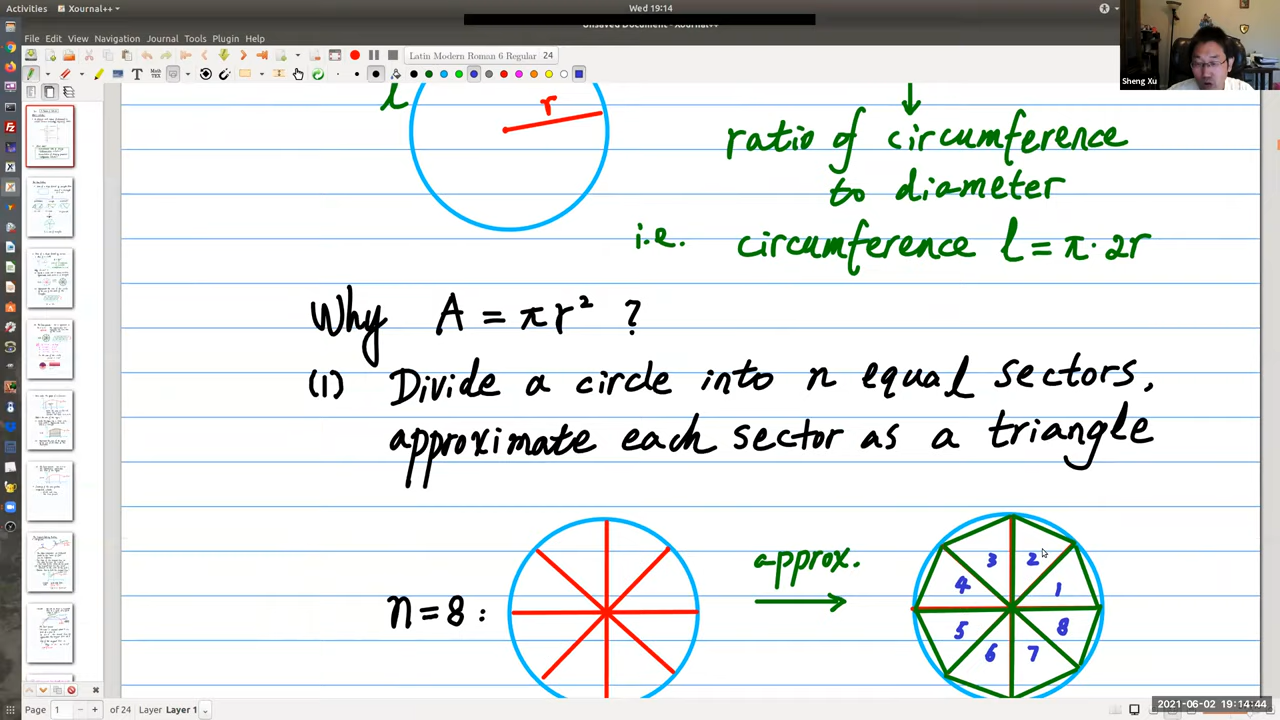 Activities
Xournal++
Wed 19:14
Unsaved Document - Xournal++
File Edit View Navigation Journal Tools Plugin Help
Latin Modern Roman 6 Regular 24
Sheng Xu
l
r
ratio of circumference
to diameter
i.e. circumference l = π·2r
Why A = πr² ?
(1) Divide a circle into n equal sectors,
approximate each sector as a triangle
n = 8 :
approx.
3 2
4 1
5 8
6 7
Page 1 of 24 Layer Layer 1
2021-06-02 19:14:44